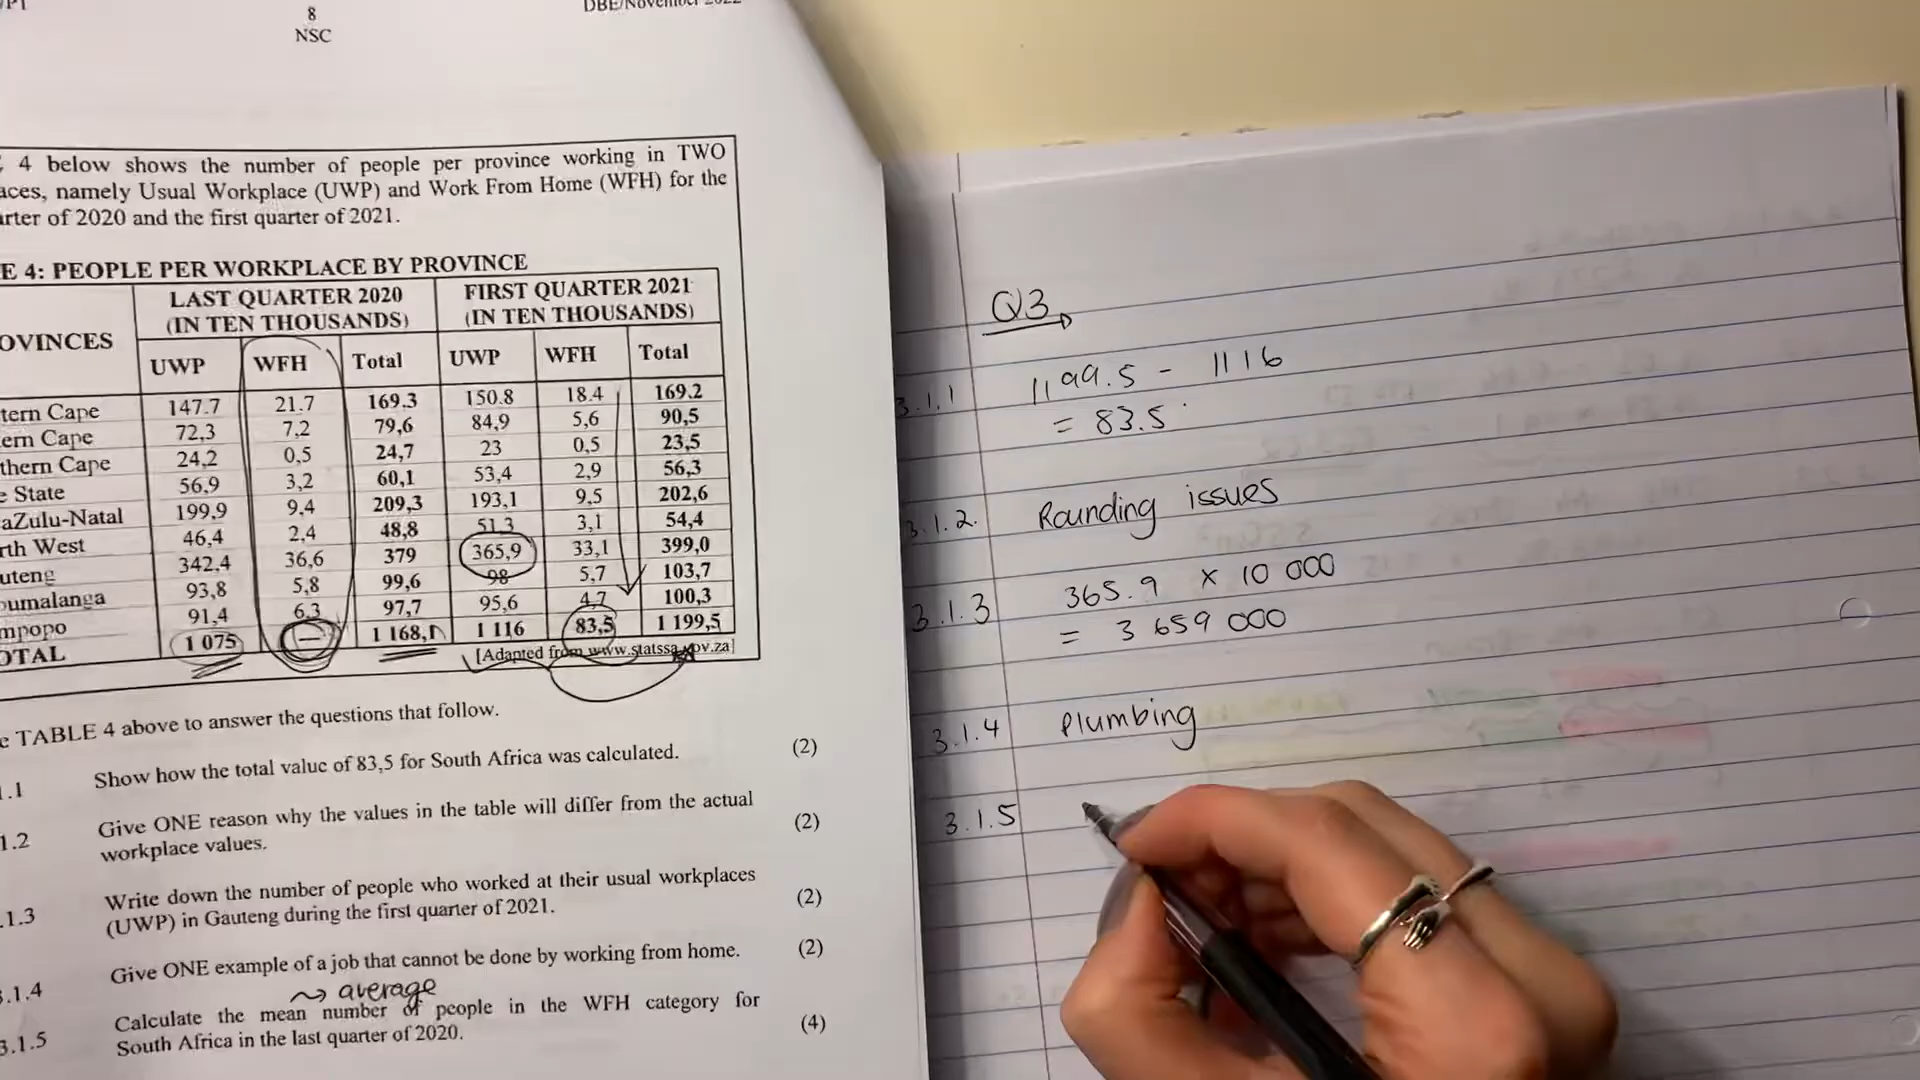 8
DBE/November 2022
NSC
4 below shows the number of people per province working in TWO
aces, namely Usual Workplace (UWP) and Work From Home (WFH) for the
arter of 2020 and the first quarter of 2021.
E 4: PEOPLE PER WORKPLACE BY PROVINCE
OVINCES LAST QUARTER 2020 (IN TEN THOUSANDS) FIRST QUARTER 2021 (IN TEN THOUSANDS)
UWP WFH Total UWP WFH Total
tern Cape 147.7 21.7 169.3 150.8 18.4 169.2
ern Cape 72,3 7,2 79,6 84,9 5,6 90,5
thern Cape 24,2 0,5 24,7 23 0,5 23,5
e State 56,9 3,2 60,1 53,4 2,9 56,3
aZulu-Natal 199,9 9,4 209,3 193,1 9,5 202,6
rth West 46,4 2,4 48,8 51,3 3,1 54,4
uteng 342,4 36,6 379 365,9 33,1 399,0
pumalanga 93,8 5,8 99,6 98 5,7 103,7
mpopo 91,4 6,3 97,7 95,6 4,7 100,3
OTAL 1 075 — 1 168,1 1 116 83,5 1 199,5
[Adapted from www.statssa.gov.za]
e TABLE 4 above to answer the questions that follow.
.1 Show how the total value of 83,5 for South Africa was calculated. (2)
1.2 Give ONE reason why the values in the table will differ from the actual
workplace values. (2)
.1.3 Write down the number of people who worked at their usual workplaces
(UWP) in Gauteng during the first quarter of 2021. (2)
3.1.4 Give ONE example of a job that cannot be done by working from home. (2)
average
3.1.5 Calculate the mean number of people in the WFH category for
South Africa in the last quarter of 2020. (4)
Q3
3.1.1 1199.5 - 1116
= 83.5
3.1.2. Rounding issues
3.1.3 365.9 x 10 000
= 3 659 000
3.1.4 Plumbing
3.1.5